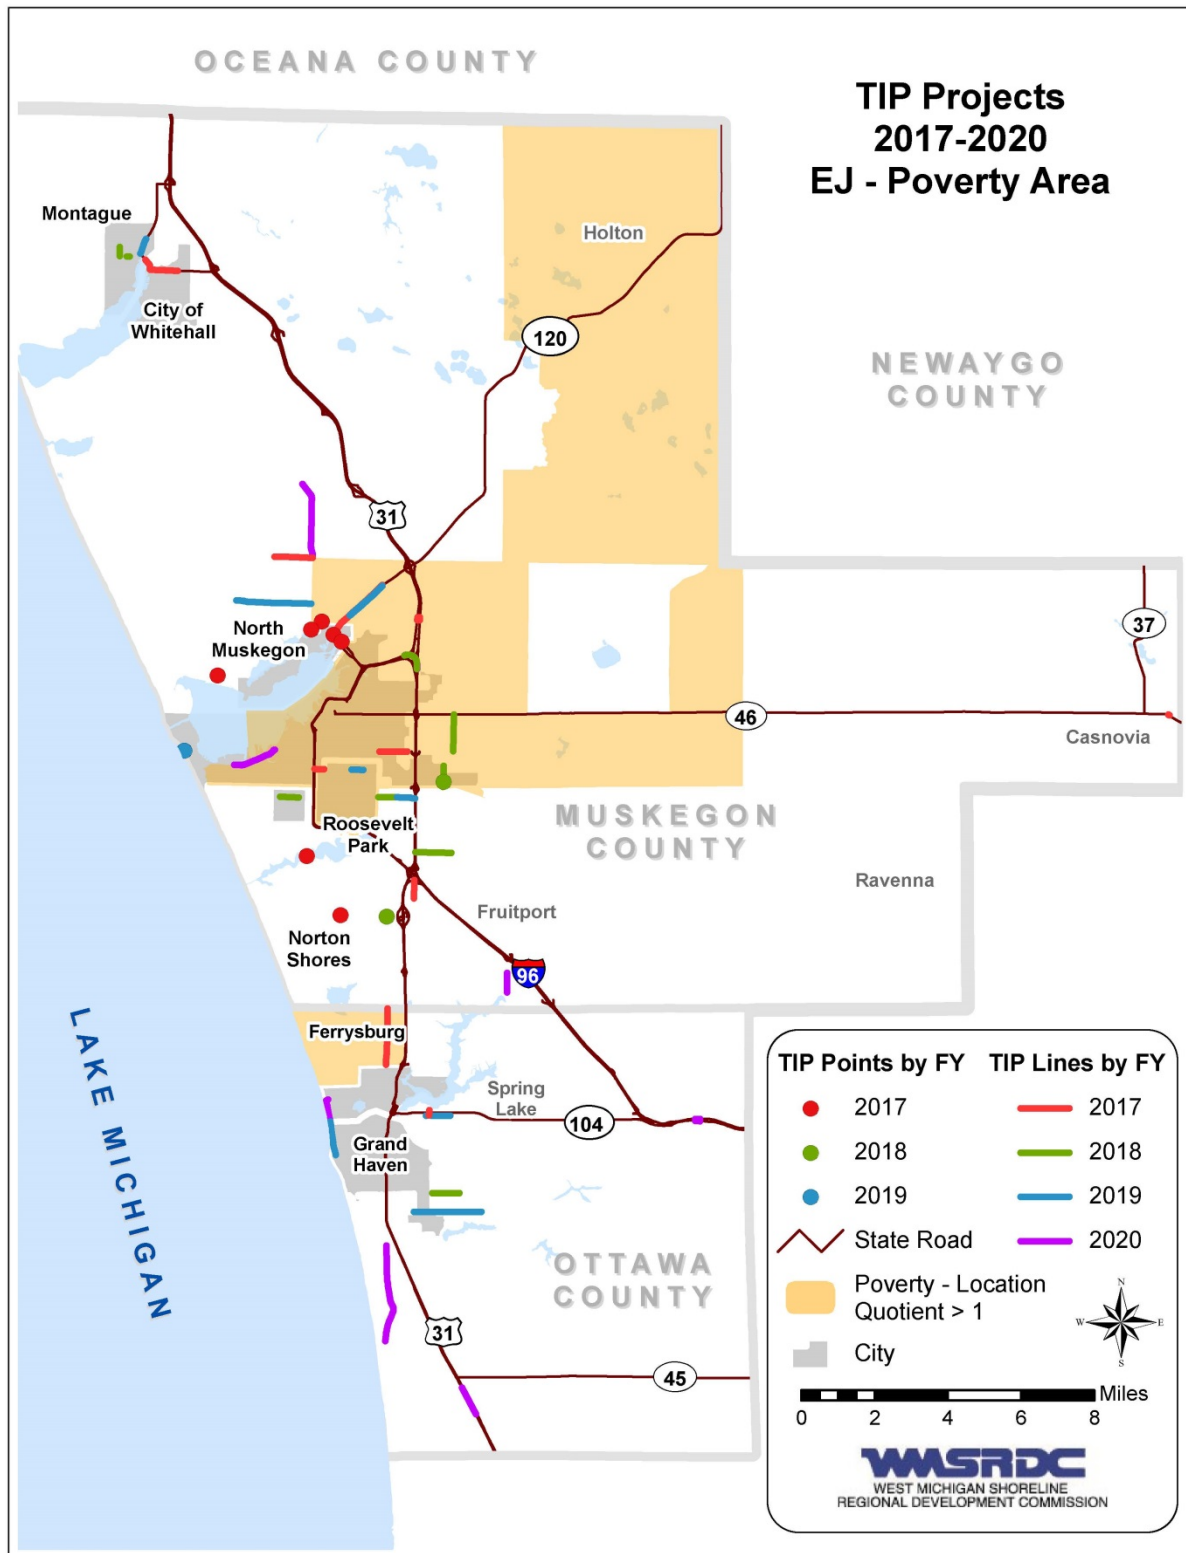 OCEANA COUNTY
TIP Projects
2017-2020
EJ - Poverty Area
Montague
Holton
City of
Whitehall
120
NEWAYGO
COUNTY
31
North
Muskegon
37
46
Casnovia
MUSKEGON
COUNTY
Roosevelt
Park
Ravenna
Fruitport
Norton
Shores
96
LAKE MICHIGAN
Ferrysburg
Spring
Lake
104
Grand
Haven
OTTAWA
COUNTY
31
45
TIP Points by FY
TIP Lines by FY
2017
2017
2018
2018
2019
2019
State Road
2020
Poverty - Location
Quotient > 1
N
W
E
S
City
Miles
0 2 4 6 8
WMSRDC
WEST MICHIGAN SHORELINE
REGIONAL DEVELOPMENT COMMISSION